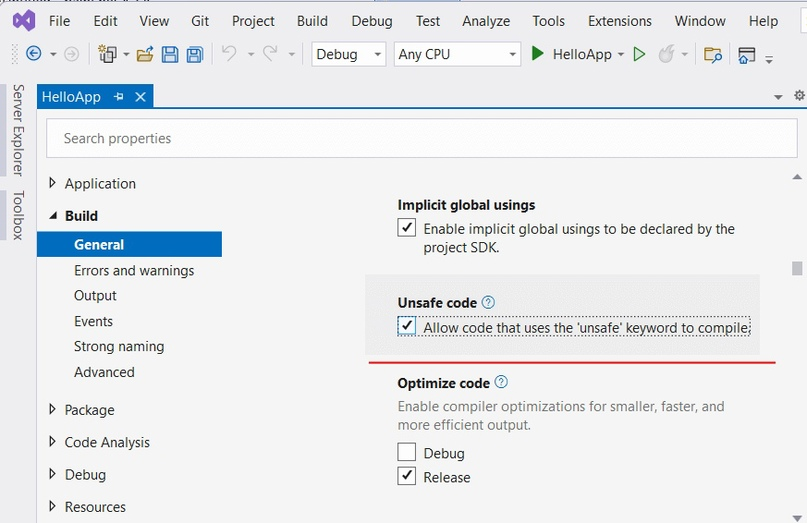 File Edit View Git Project Build Debug Test Analyze Tools Extensions Window Help
Debug Any CPU HelloApp
Server Explorer
Toolbox
HelloApp
Search properties
Application
Build
General
Errors and warnings
Output
Events
Strong naming
Advanced
Package
Code Analysis
Debug
Resources
Implicit global usings
Enable implicit global usings to be declared by the
project SDK.
Unsafe code ?
Allow code that uses the 'unsafe' keyword to compile.
Optimize code ?
Enable compiler optimizations for smaller, faster, and
more efficient output.
Debug
Release